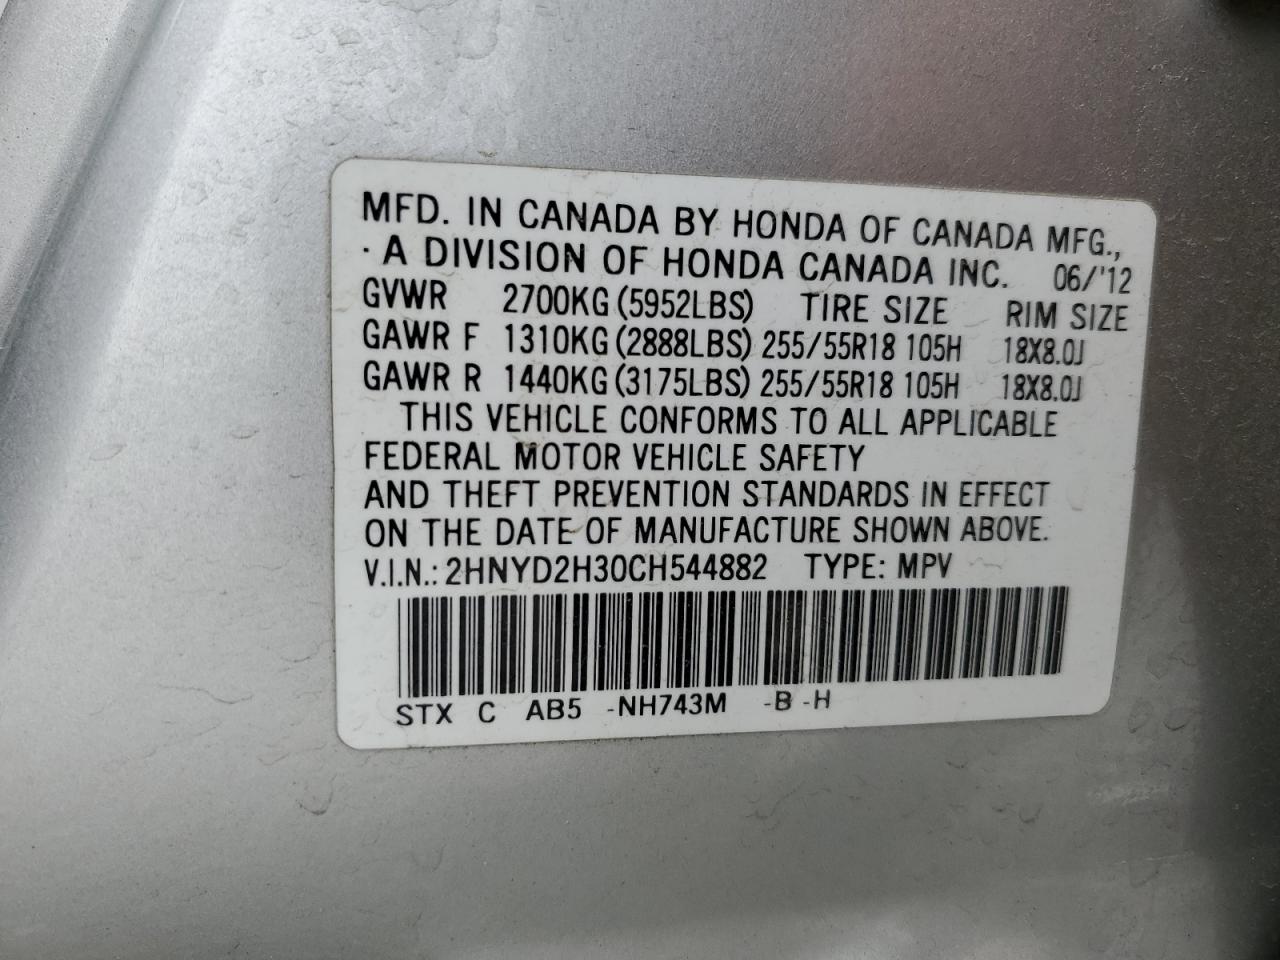 MFD. IN CANADA BY HONDA OF CANADA MFG.,
· A DIVISION OF HONDA CANADA INC. 06/'12
GVWR 2700KG (5952LBS) TIRE SIZE RIM SIZE
GAWR F 1310KG (2888LBS) 255/55R18 105H 18X8.0J
GAWR R 1440KG (3175LBS) 255/55R18 105H 18X8.0J
THIS VEHICLE CONFORMS TO ALL APPLICABLE
FEDERAL MOTOR VEHICLE SAFETY
AND THEFT PREVENTION STANDARDS IN EFFECT
ON THE DATE OF MANUFACTURE SHOWN ABOVE.
V.I.N.: 2HNYD2H30CH544882 TYPE: MPV
STX C AB5 -NH743M -B -H